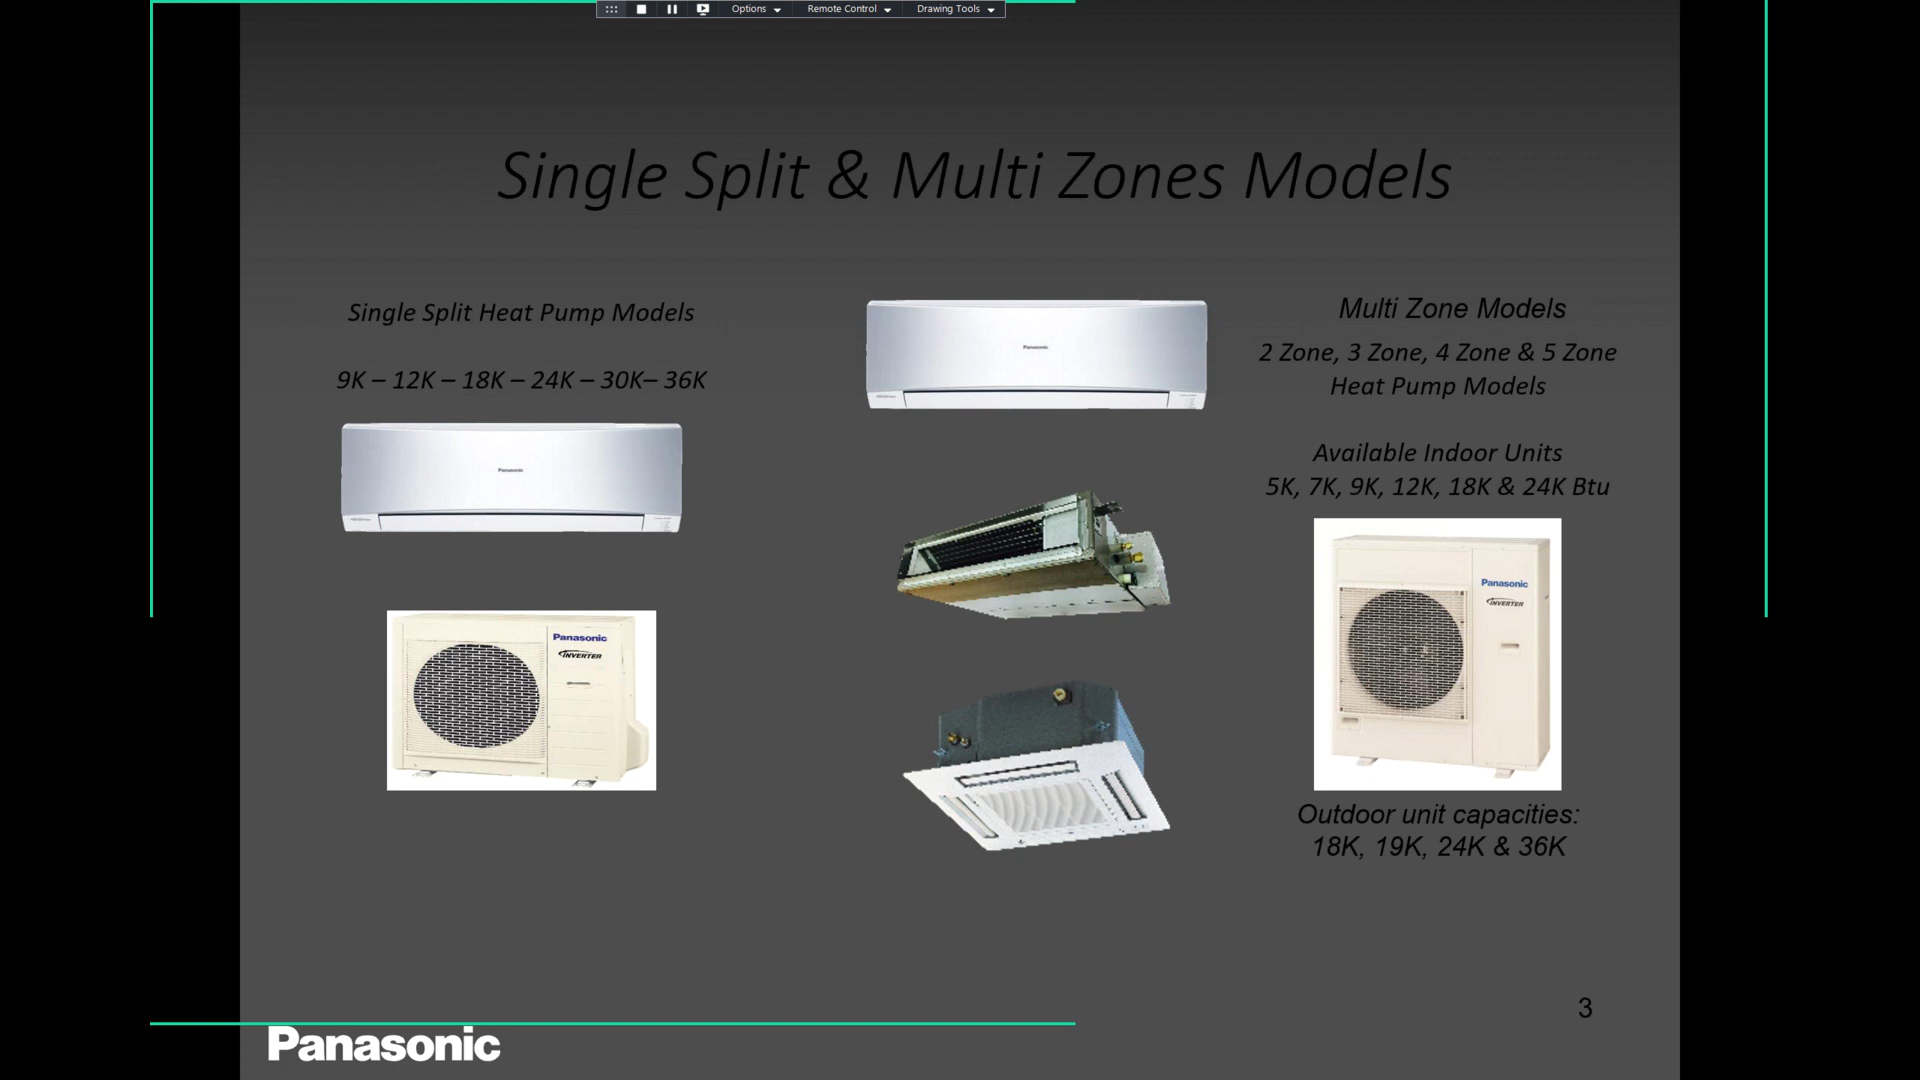 Options
Remote Control
Drawing Tools
Single Split & Multi Zones Models
Single Split Heat Pump Models
9K – 12K – 18K – 24K – 30K– 36K
Panasonic
Panasonic
INVERTER
Panasonic
Multi Zone Models
2 Zone, 3 Zone, 4 Zone & 5 Zone
Heat Pump Models
Available Indoor Units
5K, 7K, 9K, 12K, 18K & 24K Btu
Panasonic
INVERTER
Outdoor unit capacities:
18K, 19K, 24K & 36K
3
Panasonic